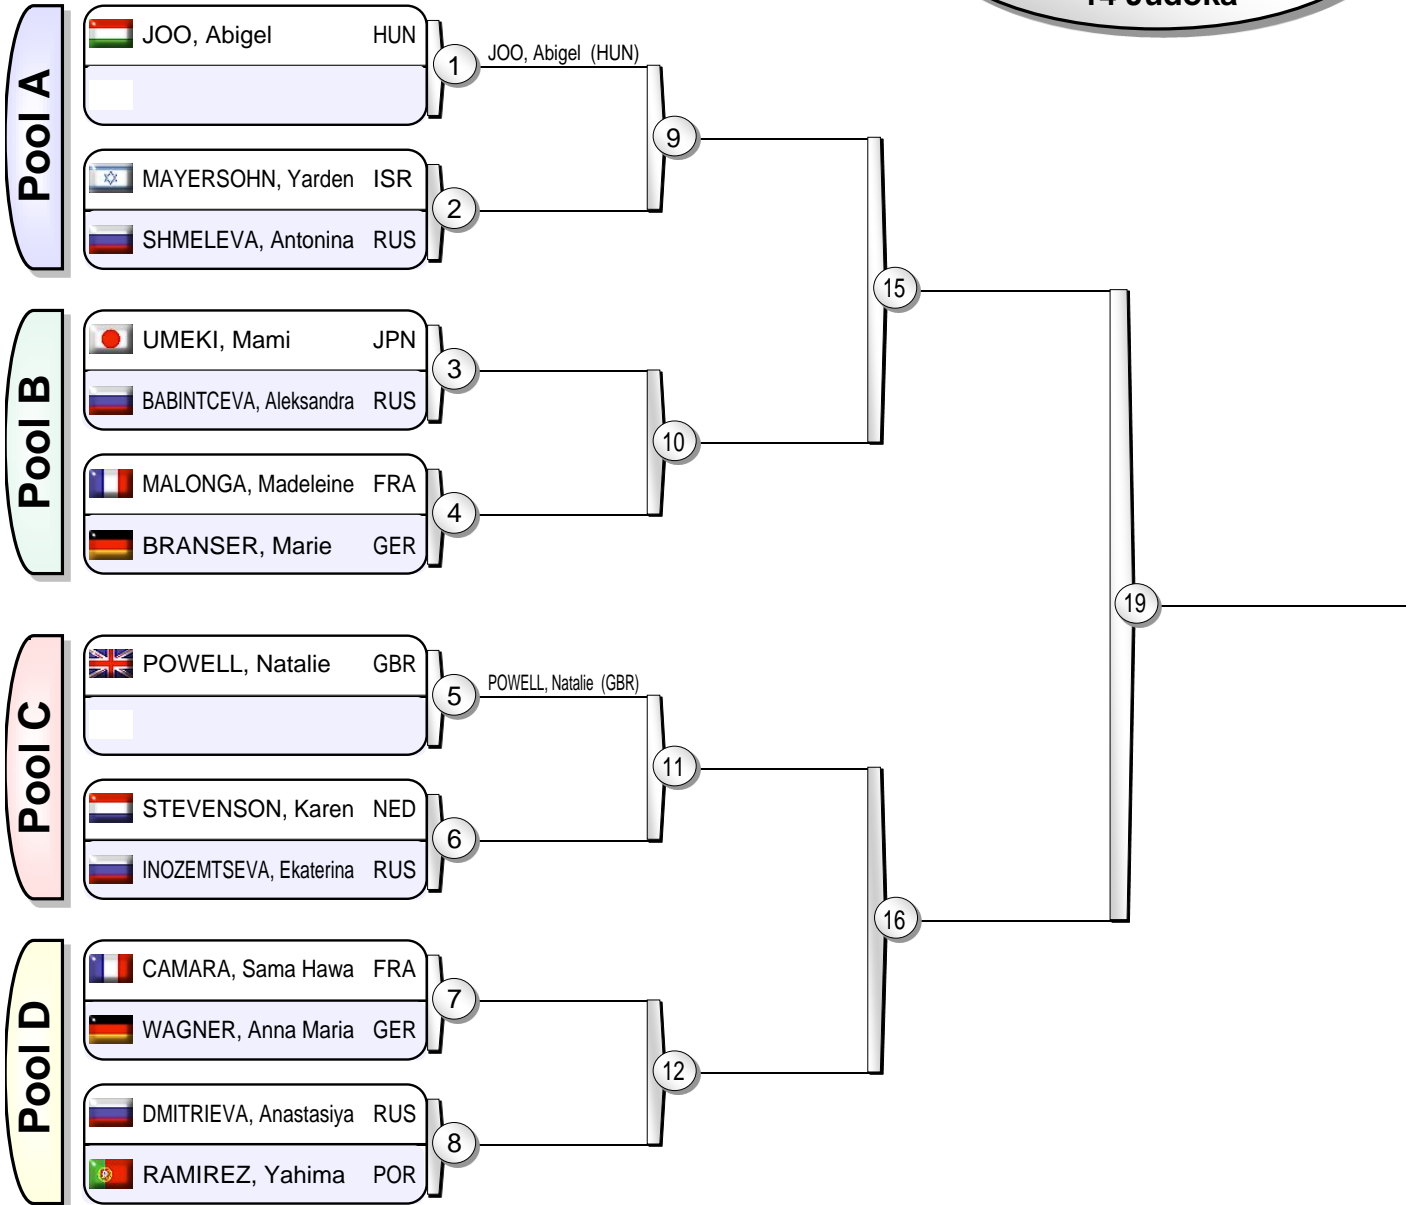 14 Judoka
Pool A
JOO, Abigel HUN
1
JOO, Abigel (HUN)
MAYERSOHN, Yarden ISR
SHMELEVA, Antonina RUS
2
9
Pool B
UMEKI, Mami JPN
BABINTCEVA, Aleksandra RUS
3
MALONGA, Madeleine FRA
BRANSER, Marie GER
4
10
15
Pool C
POWELL, Natalie GBR
5
POWELL, Natalie (GBR)
STEVENSON, Karen NED
INOZEMTSEVA, Ekaterina RUS
6
11
Pool D
CAMARA, Sama Hawa FRA
WAGNER, Anna Maria GER
7
DMITRIEVA, Anastasiya RUS
RAMIREZ, Yahima POR
8
12
16
19